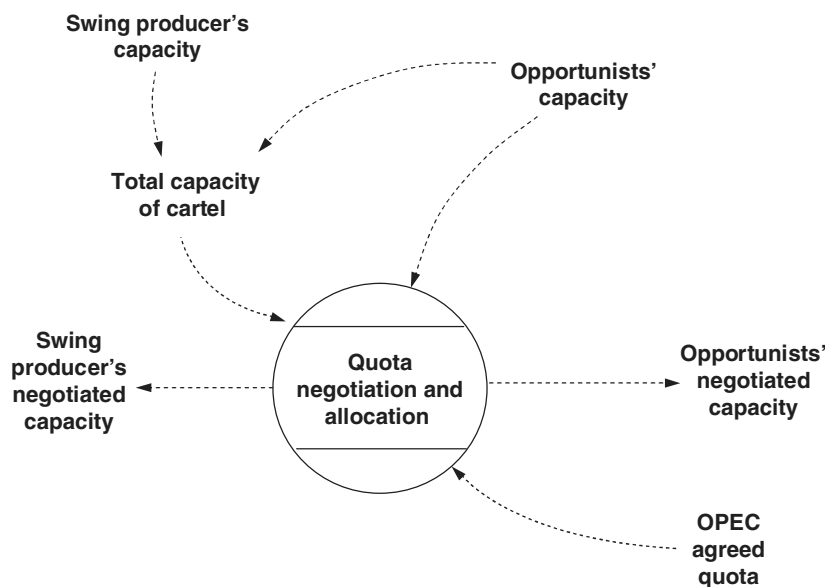 Swing producer's
capacity
Opportunists'
capacity
Total capacity
of cartel
Swing
producer's
negotiated
capacity
Quota
negotiation and
allocation
Opportunists'
negotiated
capacity
OPEC
agreed
quota